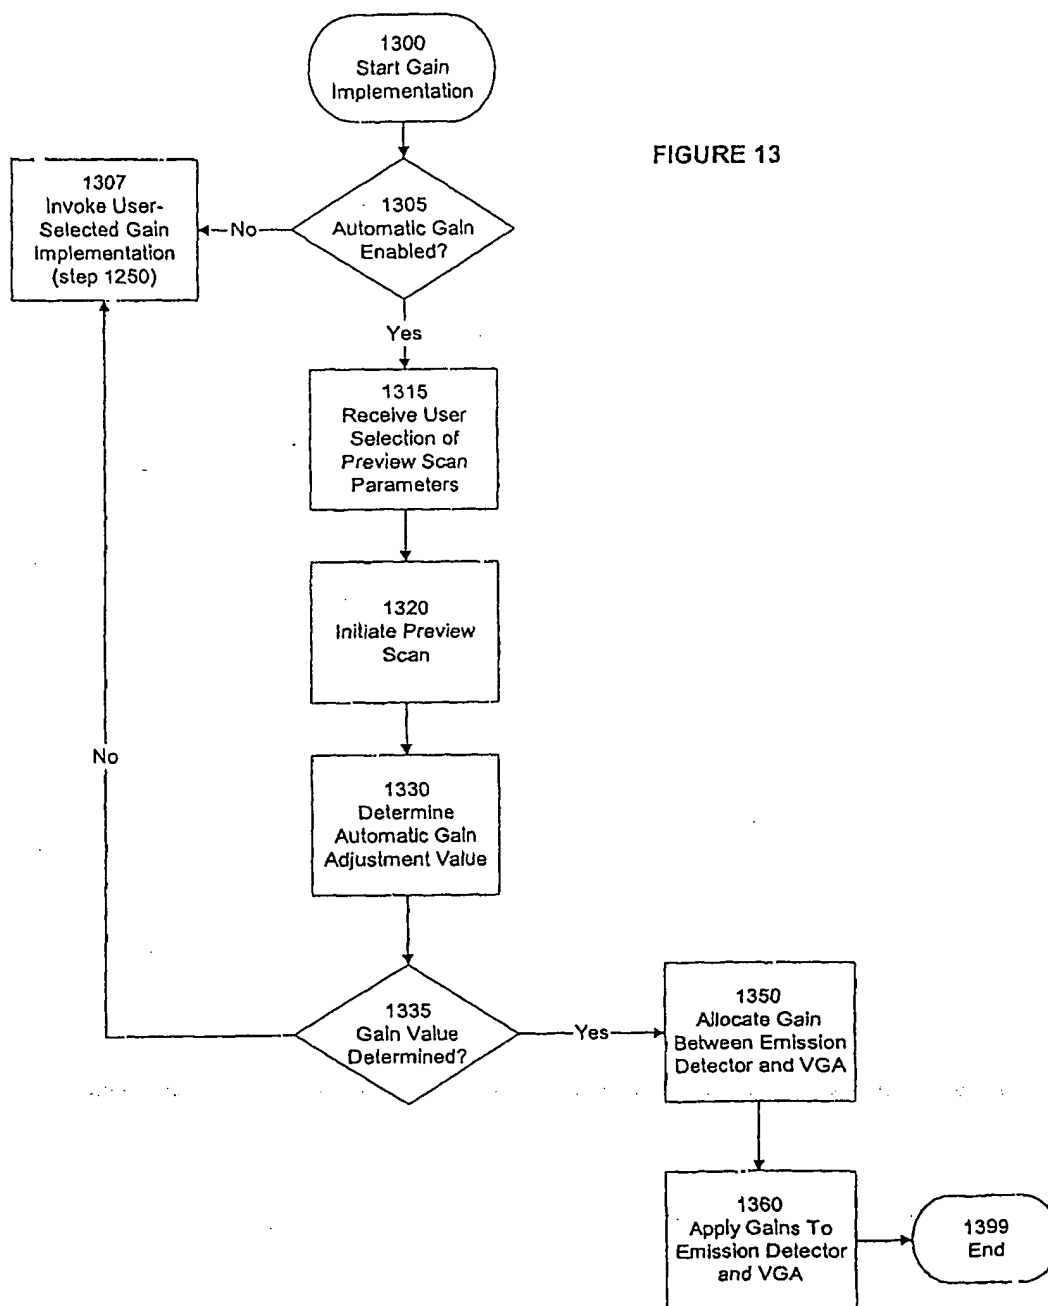 1300
Start Gain
Implementation
FIGURE 13
1307
Invoke User-
Selected Gain
Implementation
(step 1250)
No
1305
Automatic Gain
Enabled?
Yes
1315
Receive User
Selection of
Preview Scan
Parameters
1320
Initiate Preview
Scan
No
1330
Determine
Automatic Gain
Adjustment Value
1335
Gain Value
Determined?
Yes
1350
Allocate Gain
Between Emission
Detector and VGA
1360
Apply Gains To
Emission Detector
and VGA
1399
End